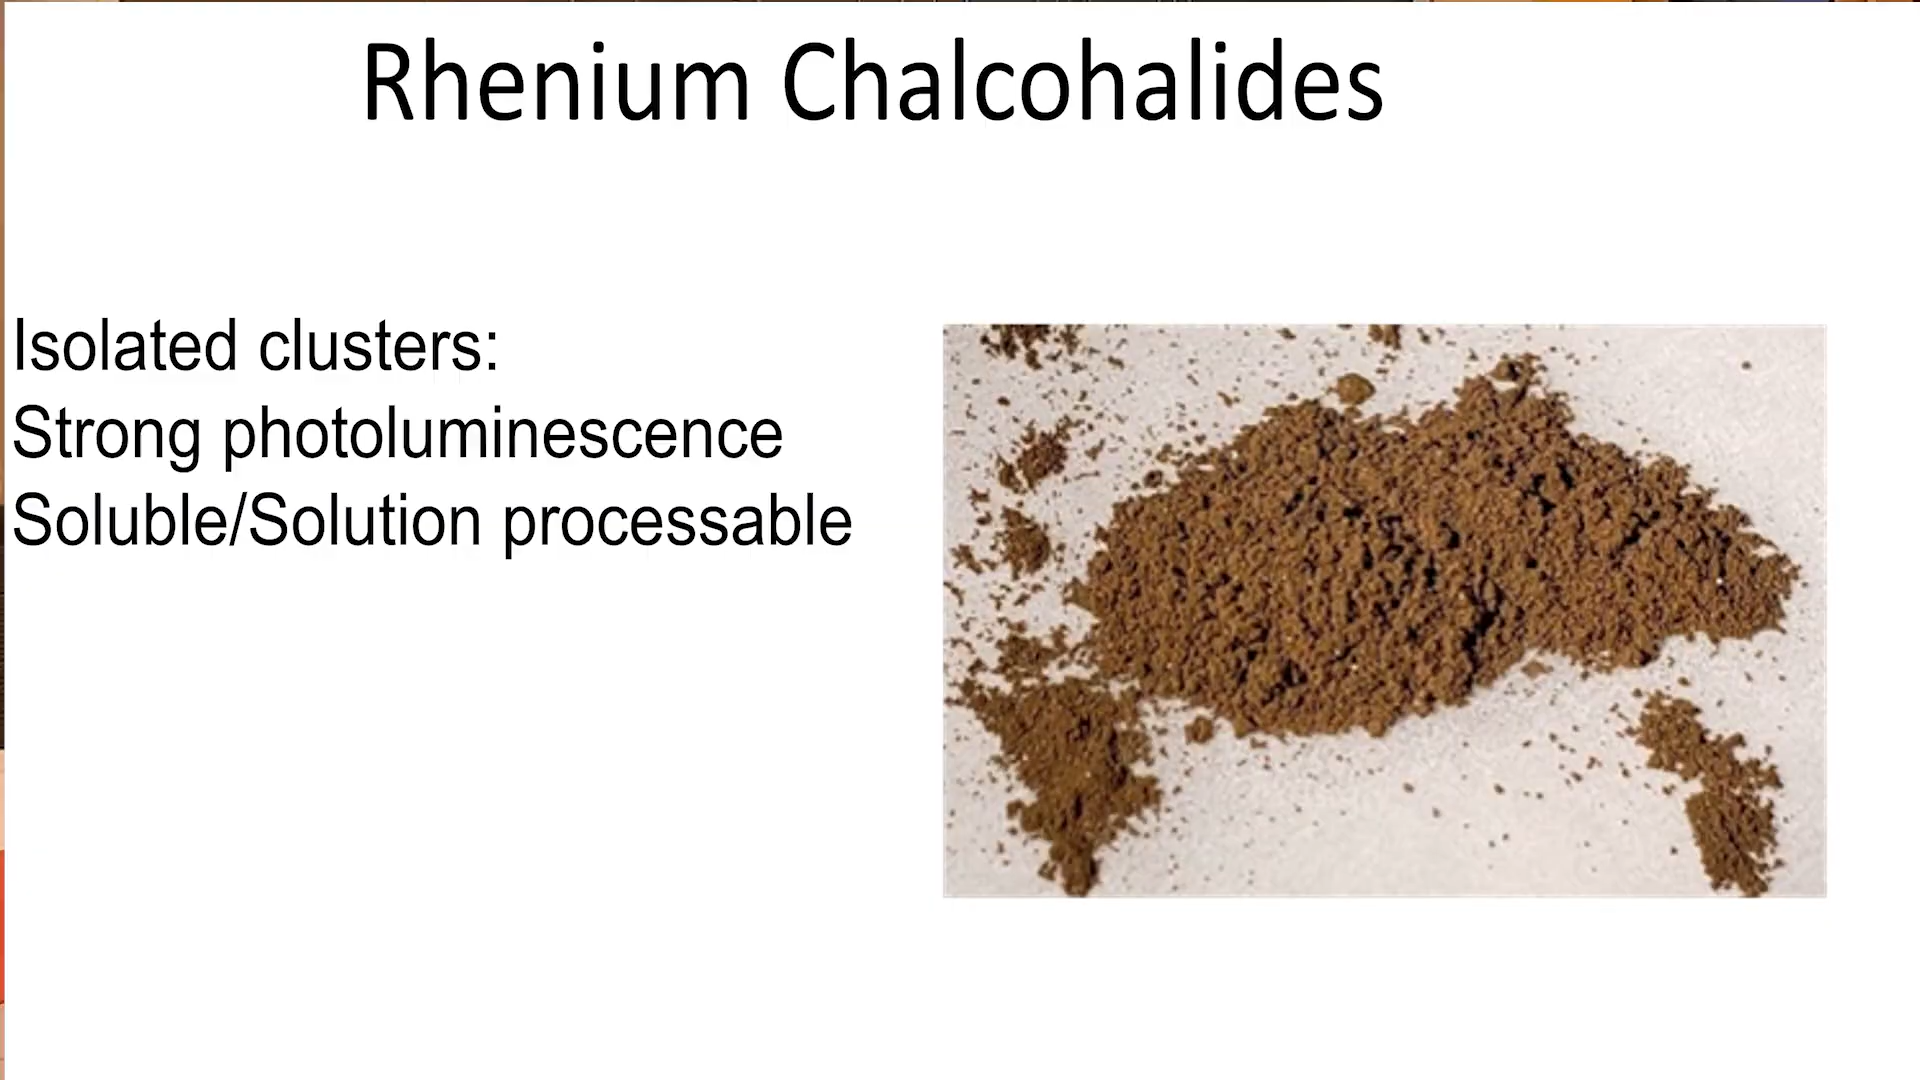 Rhenium Chalcohalides
Isolated clusters:
Strong photoluminescence
Soluble/Solution processable